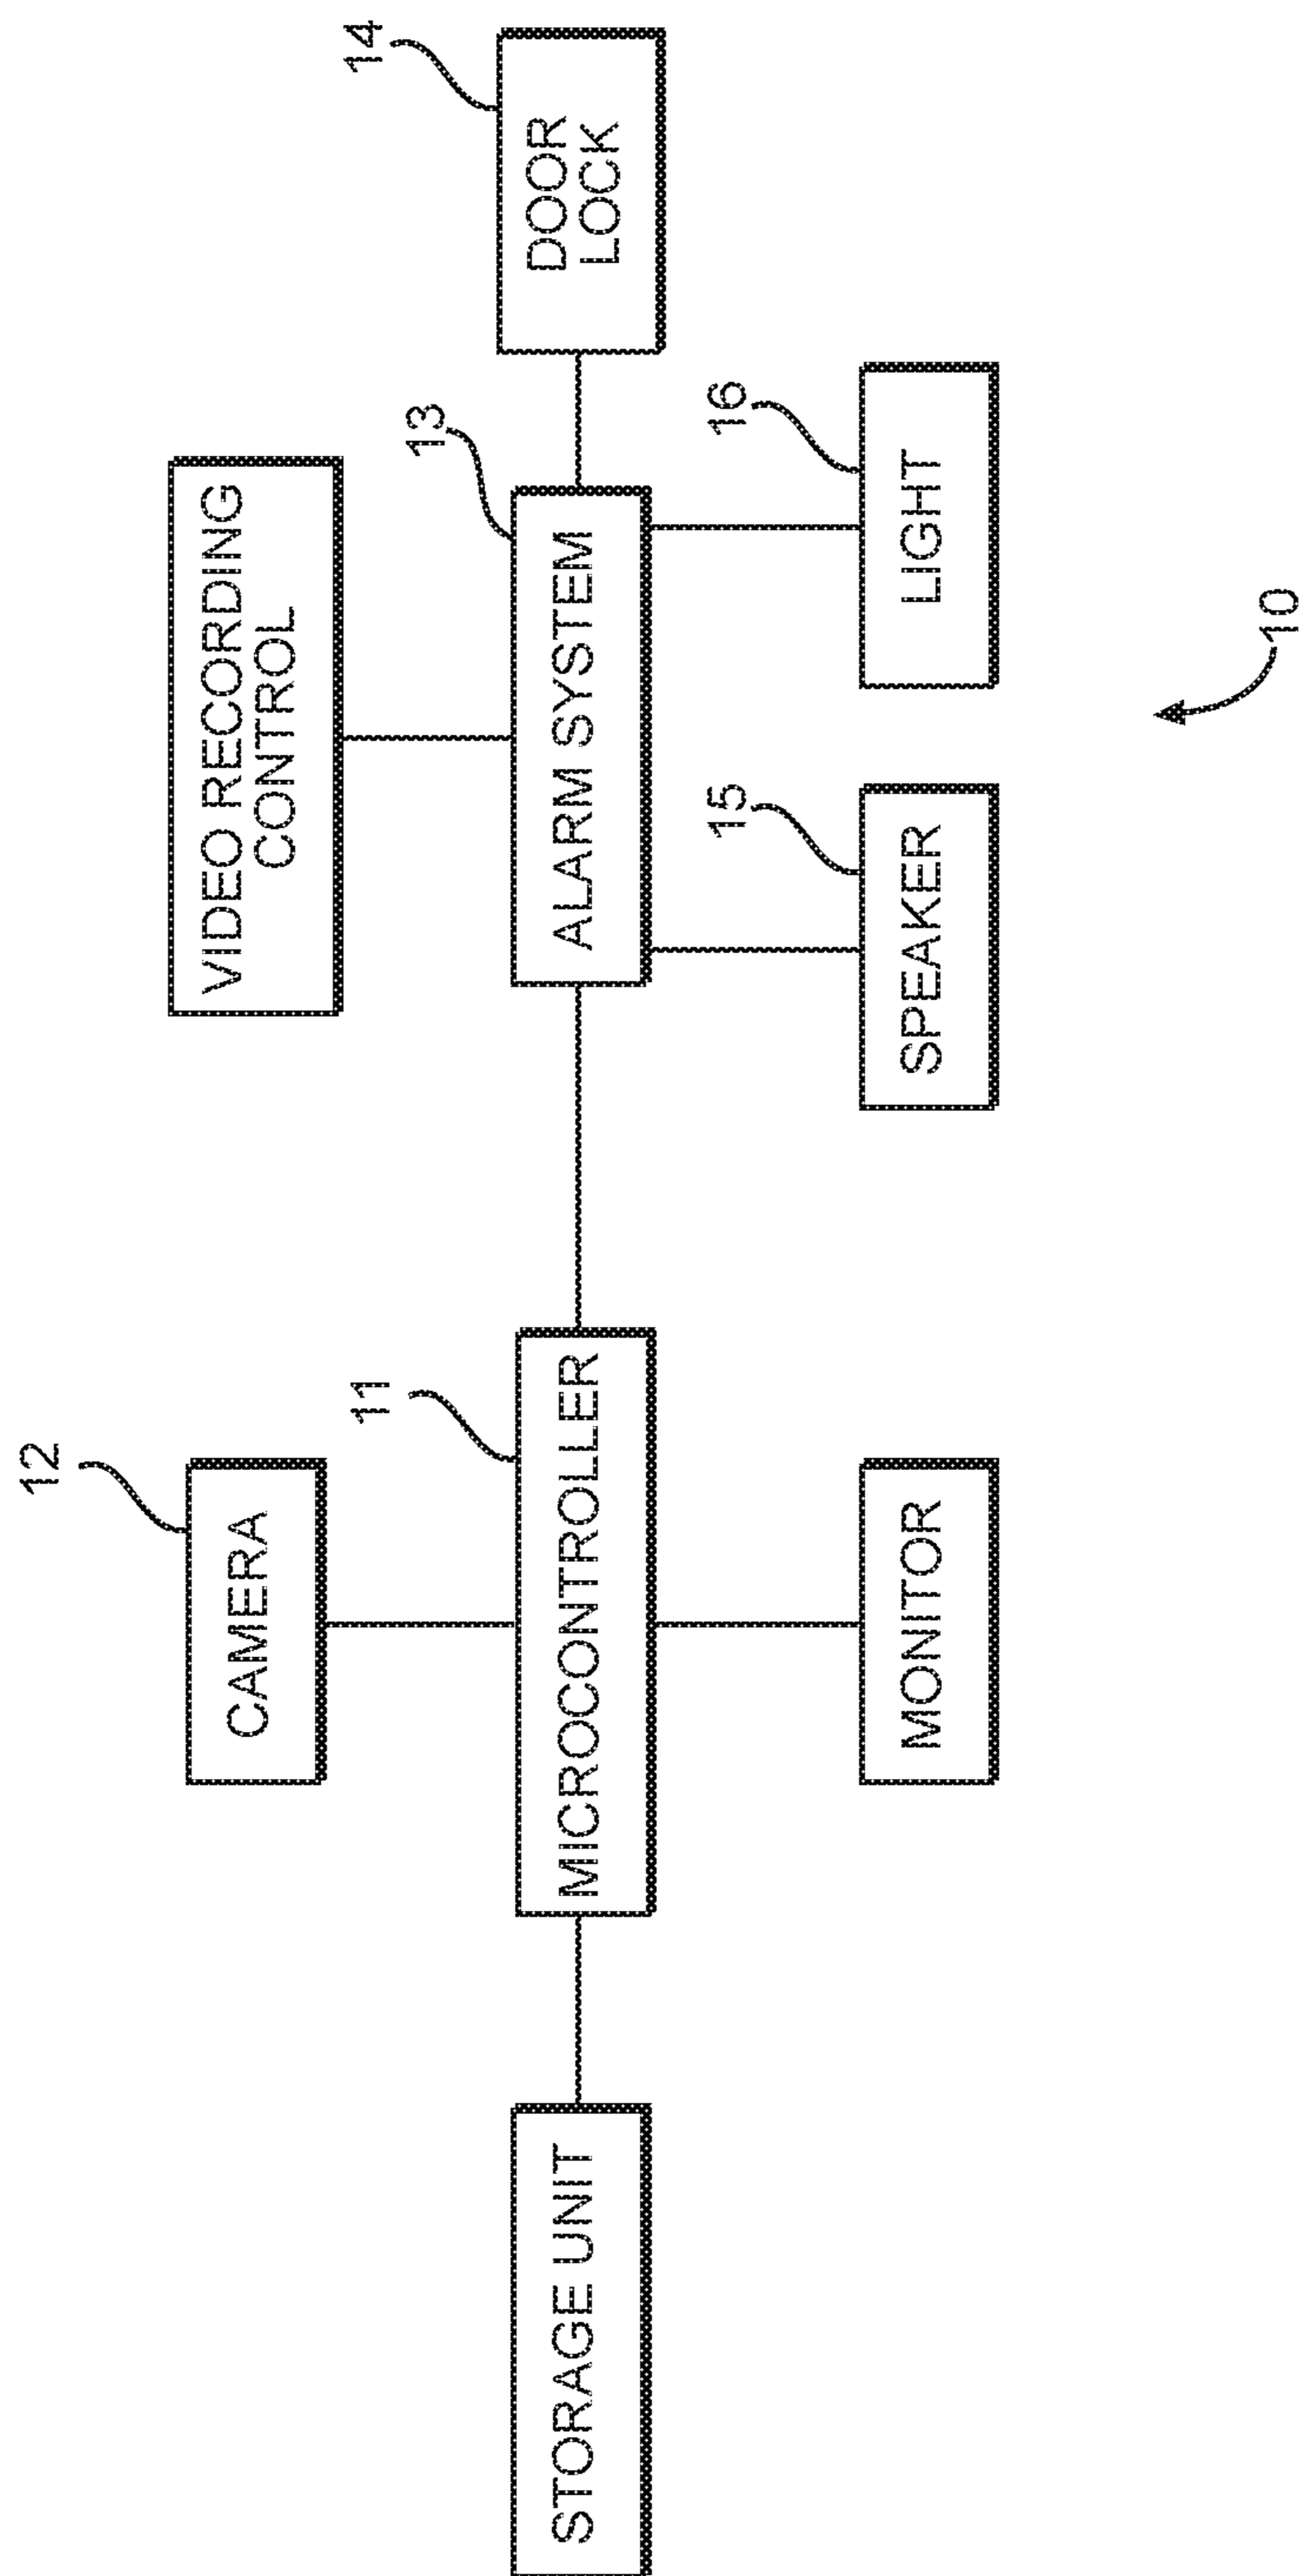 12
CAMERA
11
MICROCONTROLLER
STORAGE UNIT
MONITOR
VIDEO RECORDING
CONTROL
13
ALARM SYSTEM
14
DOOR
LOCK
15
SPEAKER
16
LIGHT
10